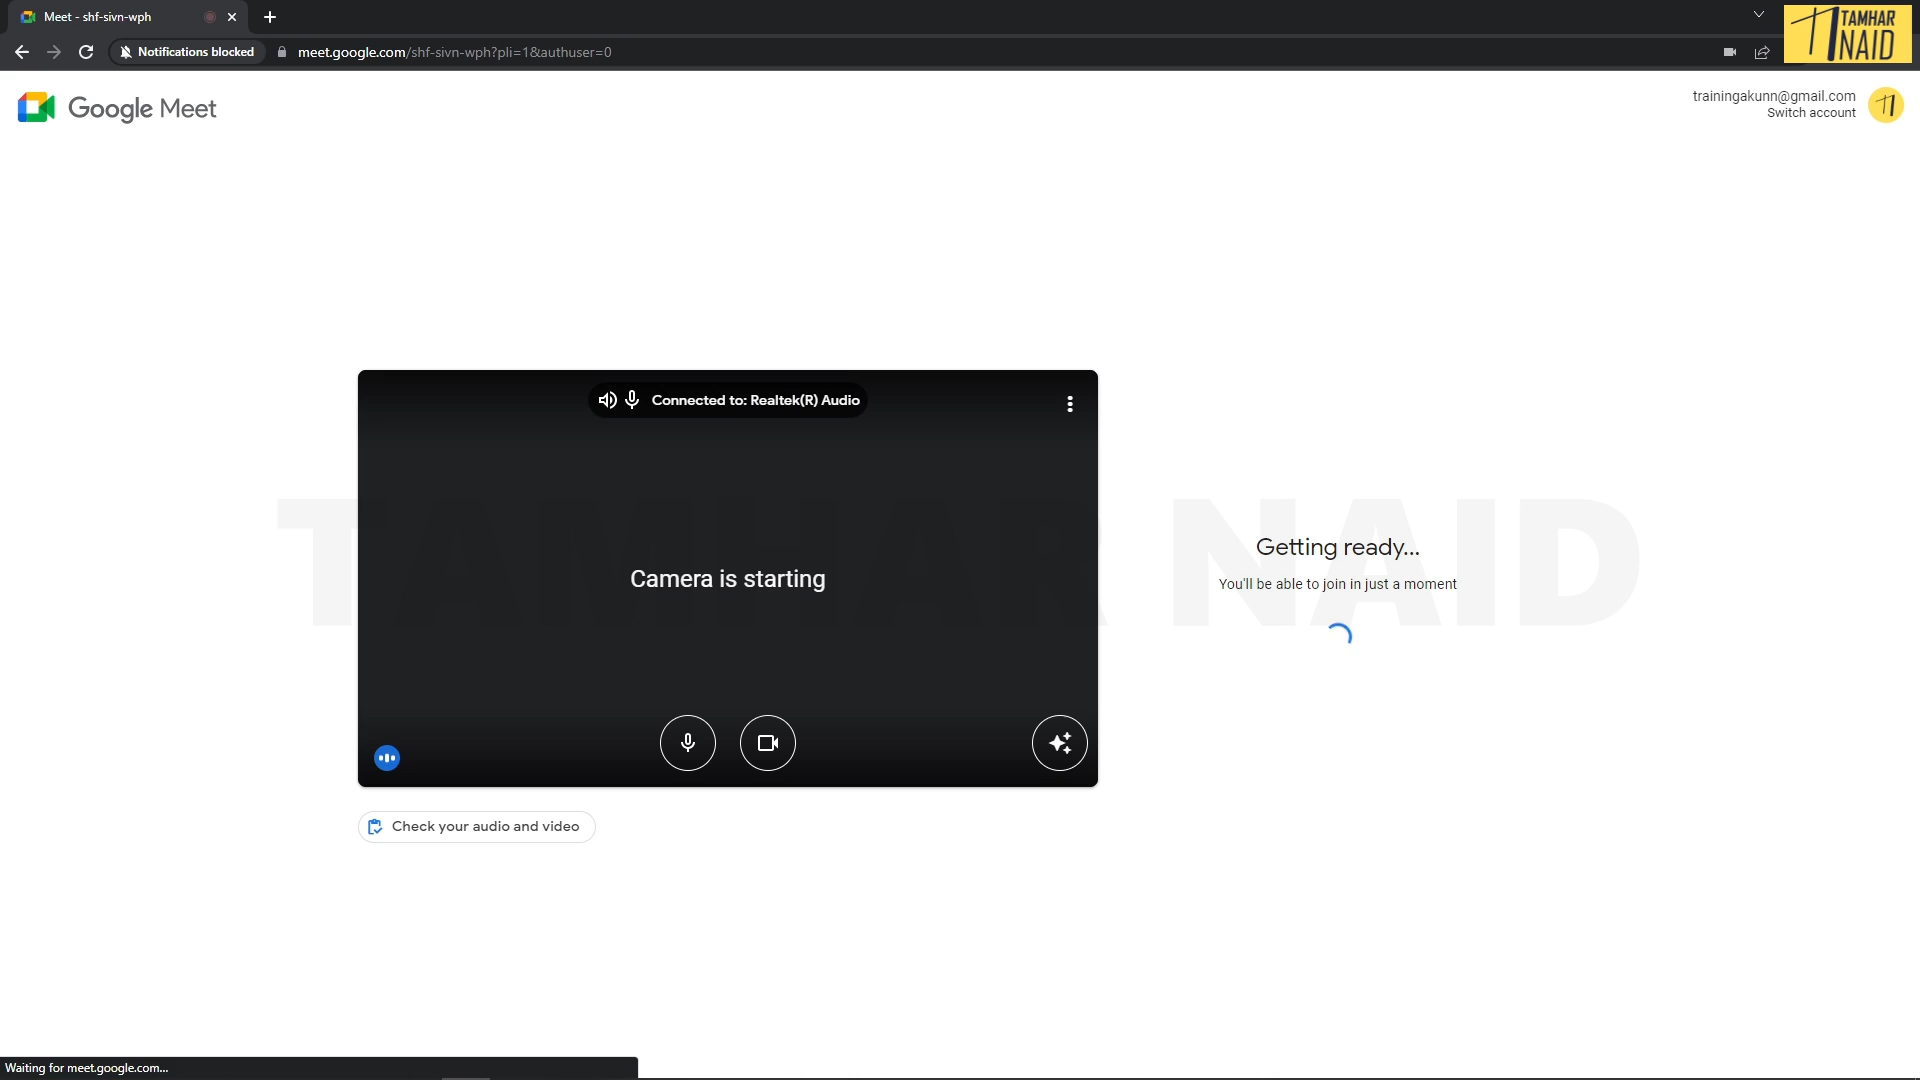 Meet - shf-sivn-wph
Notifications blocked
meet.google.com/shf-sivn-wph?pli=1&authuser=0
TAMHAR
NAID
Google Meet
trainingakunn@gmail.com
Switch account
Connected to: Realtek(R) Audio
TAMHAR NAID
Camera is starting
Getting ready...
You'll be able to join in just a moment
Check your audio and video
Waiting for meet.google.com...